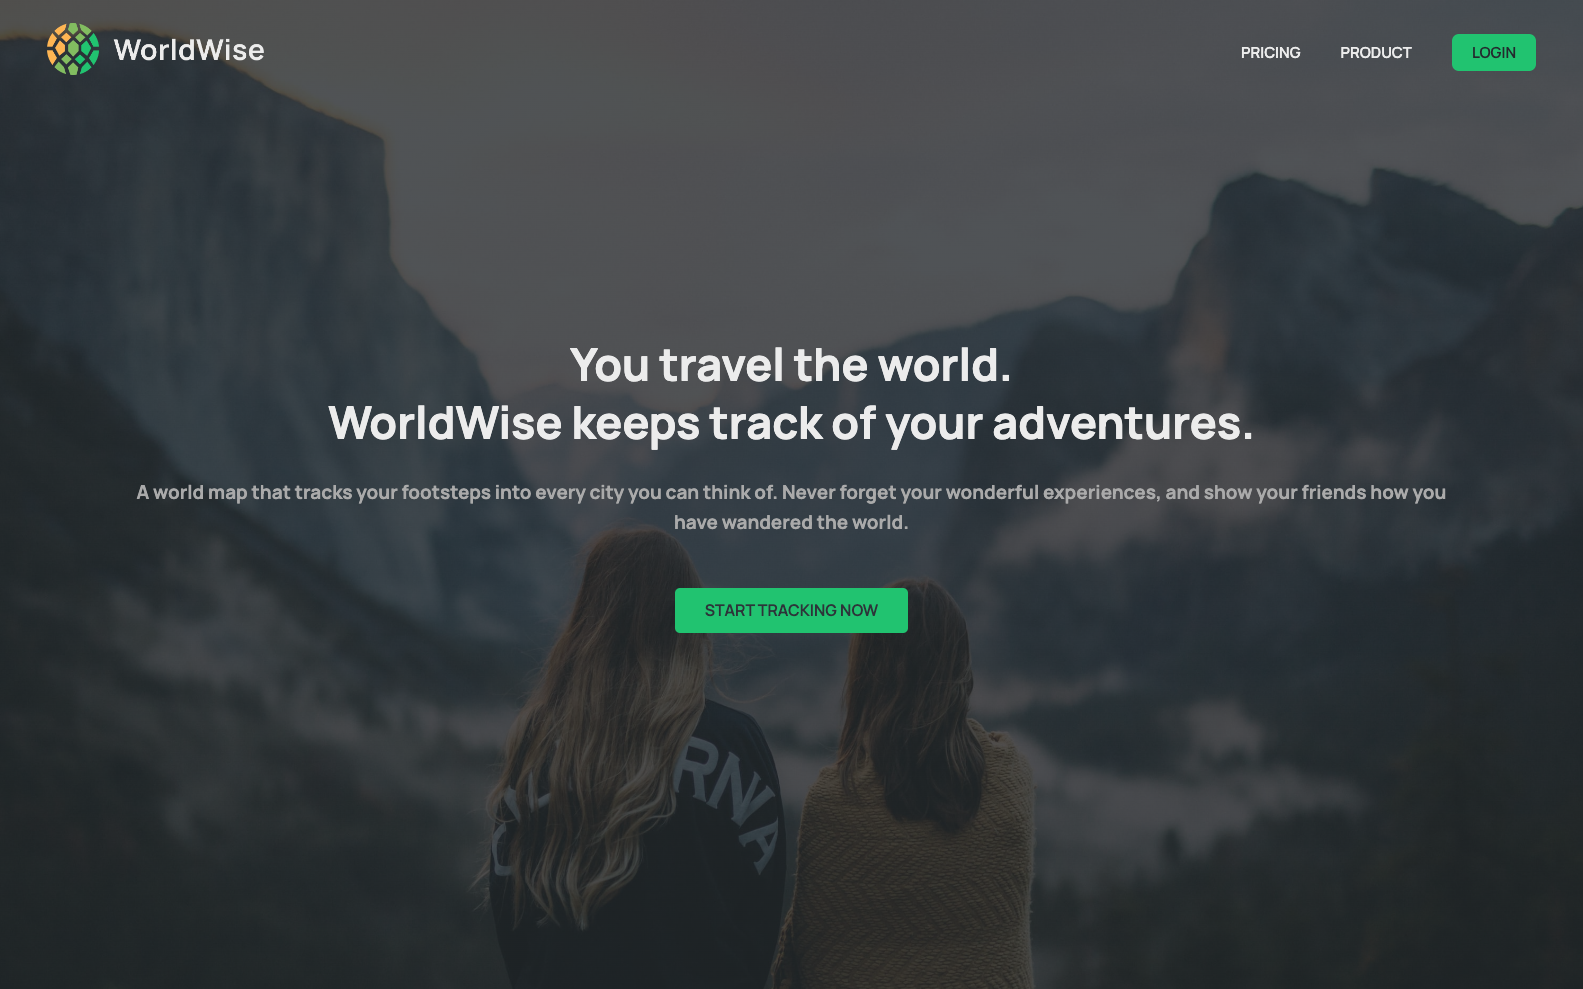 WorldWise
PRICING
PRODUCT
LOGIN
You travel the world.
WorldWise keeps track of your adventures.
A world map that tracks your footsteps into every city you can think of. Never forget your wonderful experiences, and show your friends how you
have wandered the world.
START TRACKING NOW
RNA